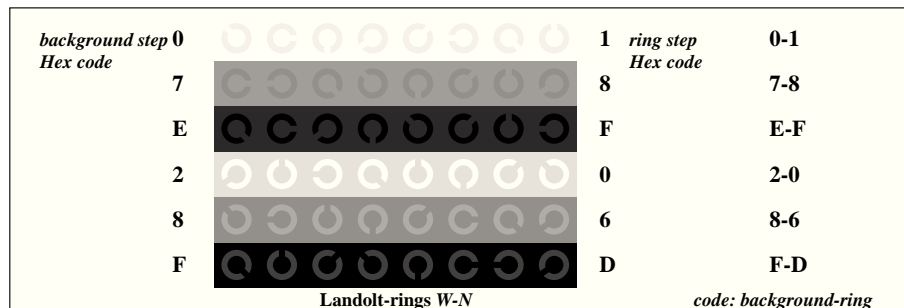 background step 0 1 ring step 0-1
Hex code Hex code
7 8 7-8
E F E-F
2 0 2-0
8 6 8-6
F D F-D
Landolt-rings W-N code: background-ring